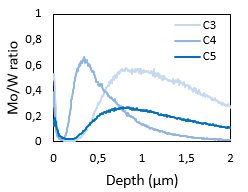 1
C3
0,8
C4
0,6
C5
0,4
0,2
0
0 0,5 1 1,5 2
Mo/W ratio
Depth (µm)